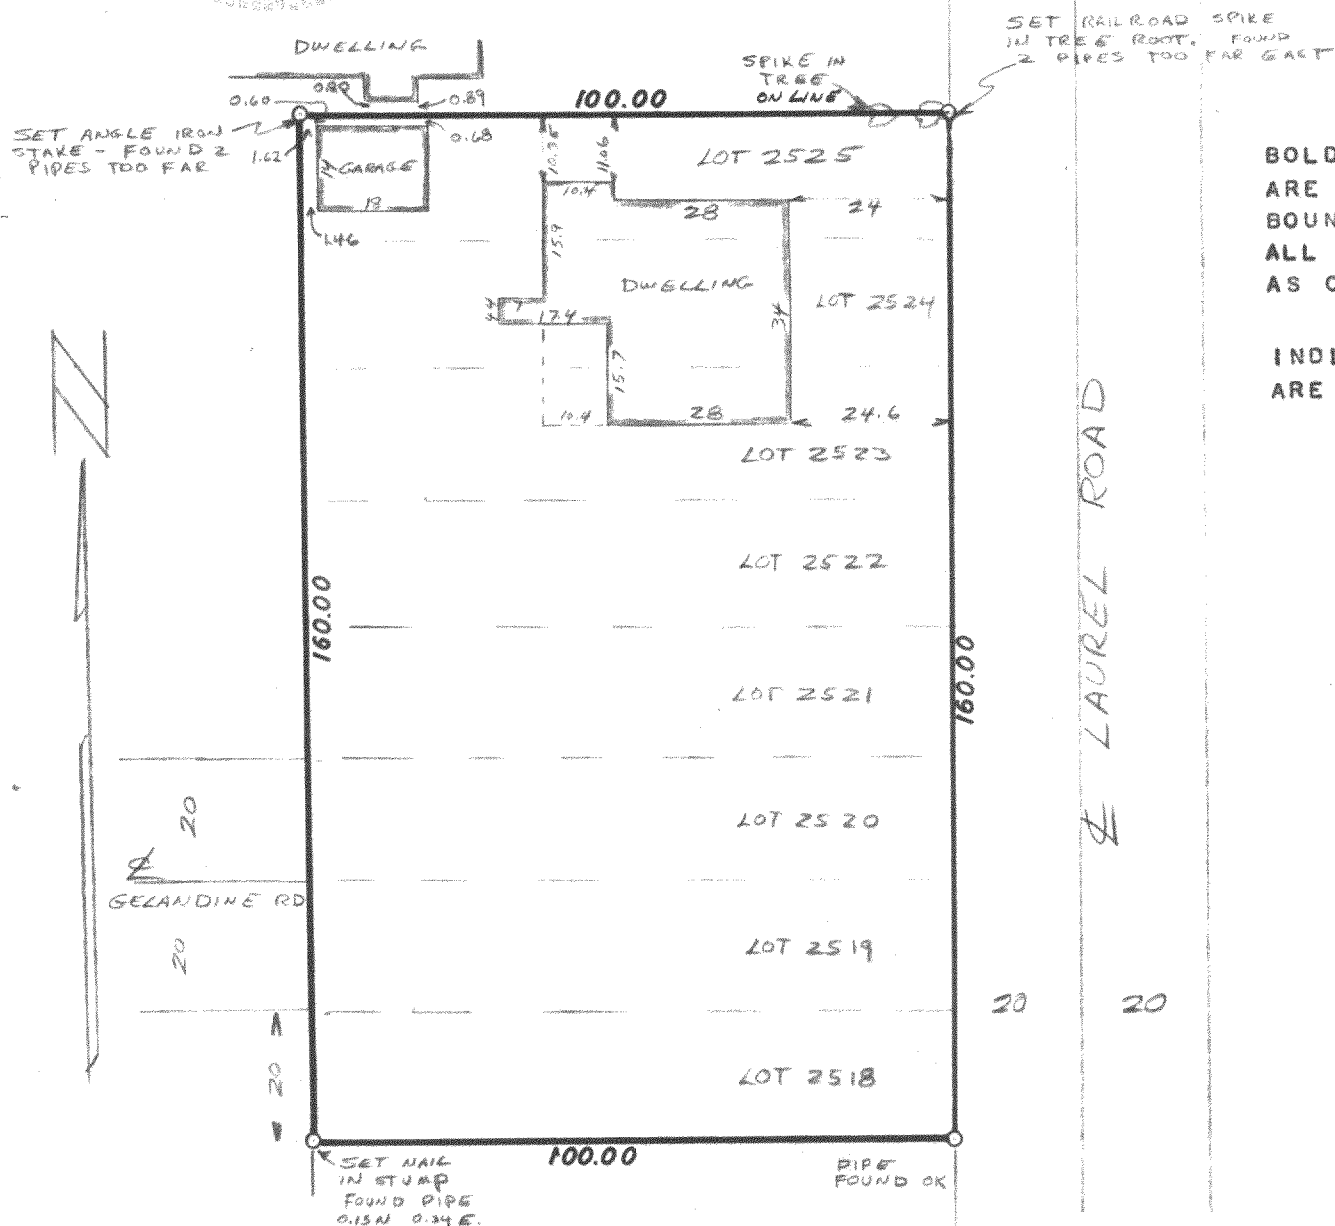 DWELLING
SET RAILROAD SPIKE
IN TREE ROOT. FOUND
2 PIPES TOO FAR EAST
SPIKE IN
TREE
ON LINE
0.60
0.80
0.89
100.00
SET ANGLE IRON
STAKE - FOUND 2
PIPES TOO FAR
1.62
0.68
14
GARAGE
18
1.46
10.35
11.06
LOT 2525
10.4
28
24
15.9
DWELLING
LOT 2524
4.4
7
17.4
34
15.7
10.4
28
24.6
LOT 2523
BOLD
ARE
BOUN
ALL
AS
INDI
ARE
LOT 2522
160.00
160.00
LOT 2521
LAUREL ROAD
20
LOT 2520
GELANDINE RD
20
LOT 2519
20
20
20
LOT 2518
100.00
SET NAIL
IN STUMP
FOUND PIPE
0.15N 0.34E.
PIPE
FOUND OK